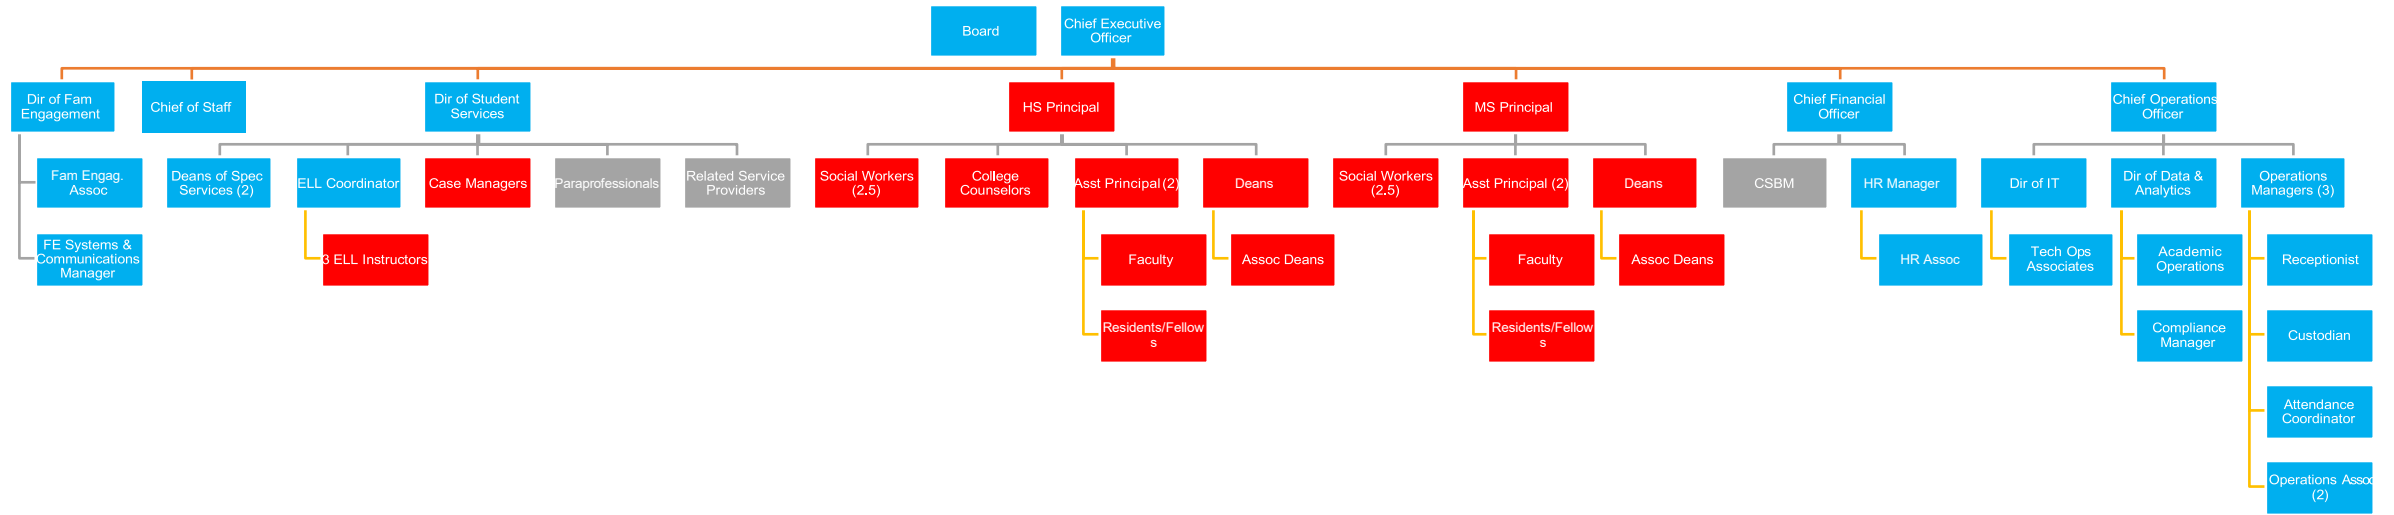 Board
Chief Executive
Officer
Dir of Fam
Engagement
Chief of Staff
Dir of Student
Services
HS Principal
MS Principal
Chief Financial
Officer
Chief Operations
Officer
Fam Engag.
Assoc
Deans of Spec
Services (2)
ELL Coordinator
Case Managers
Paraprofessionals
Related Service
Providers
Social Workers
(2.5)
College
Counselors
Asst Principal (2)
Deans
Social Workers
(2.5)
Asst Principal (2)
Deans
CSBM
HR Manager
Dir of IT
Dir of Data &
Analytics
Operations
Managers (3)
FE Systems &
Communications
Manager
3 ELL Instructors
Faculty
Assoc Deans
Faculty
Assoc Deans
HR Assoc
Tech Ops
Associates
Academic
Operations
Receptionist
Residents/Fellow
s
Residents/Fellow
s
Compliance
Manager
Custodian
Attendance
Coordinator
Operations Assoc
(2)